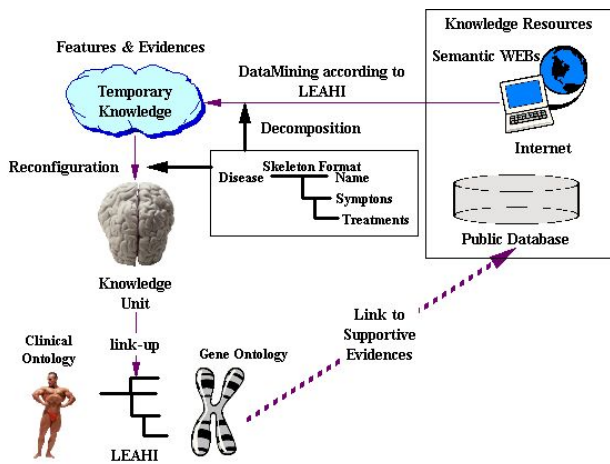 Knowledge Resources
Features & Evidences
Semantic WEBs
DataMining according to
LEAHI
Temporary
Knowledge
Decomposition
Internet
Reconfiguration
Skeleton Format
Disease
Name
Symptons
Treatments
Public Database
Knowledge
Unit
Link to
Supportive
Evidences
Clinical
Ontology
link-up
Gene Ontology
LEAHI